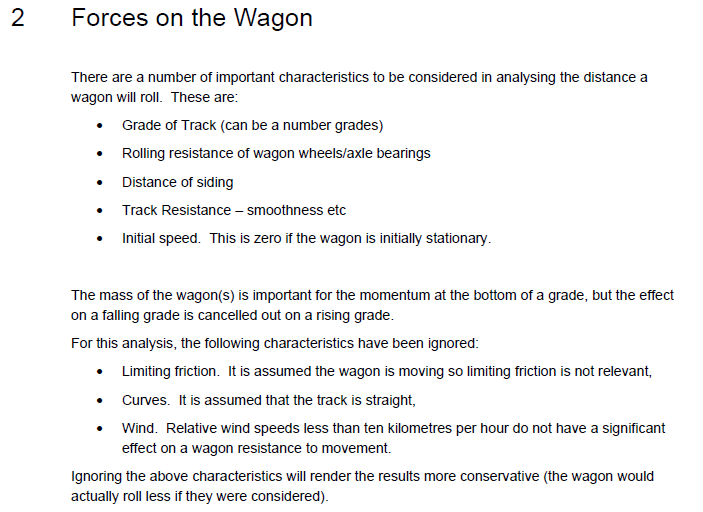 2 Forces on the Wagon
There are a number of important characteristics to be considered in analysing the distance a
wagon will roll. These are:
• Grade of Track (can be a number grades)
• Rolling resistance of wagon wheels/axle bearings
• Distance of siding
• Track Resistance – smoothness etc
• Initial speed. This is zero if the wagon is initially stationary.
The mass of the wagon(s) is important for the momentum at the bottom of a grade, but the effect
on a falling grade is cancelled out on a rising grade.
For this analysis, the following characteristics have been ignored:
• Limiting friction. It is assumed the wagon is moving so limiting friction is not relevant,
• Curves. It is assumed that the track is straight,
• Wind. Relative wind speeds less than ten kilometres per hour do not have a significant
effect on a wagon resistance to movement.
Ignoring the above characteristics will render the results more conservative (the wagon would
actually roll less if they were considered).